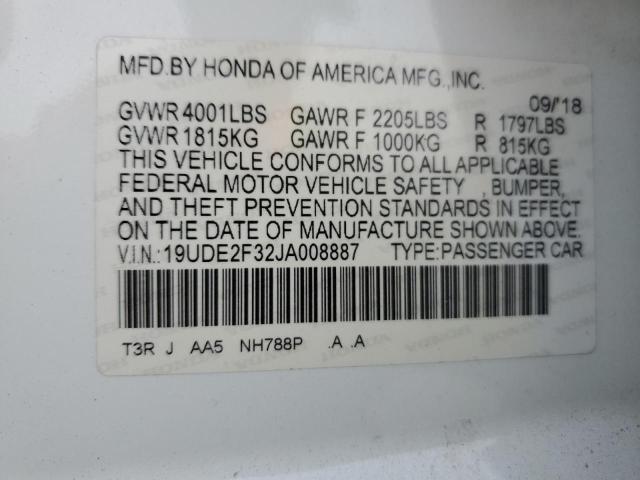 MFD.BY HONDA OF AMERICA MFG.,INC.
09/'18
GVWR 4001LBS GAWR F 2205LBS R 1797LBS
GVWR 1815KG GAWR F 1000KG R 815KG
THIS VEHICLE CONFORMS TO ALL APPLICABLE
FEDERAL MOTOR VEHICLE SAFETY , BUMPER,
AND THEFT PREVENTION STANDARDS IN EFFECT
ON THE DATE OF MANUFACTURE SHOWN ABOVE.
V.I.N.: 19UDE2F32JA008887 TYPE:PASSENGER CAR
T3R J AA5 NH788P .A .A